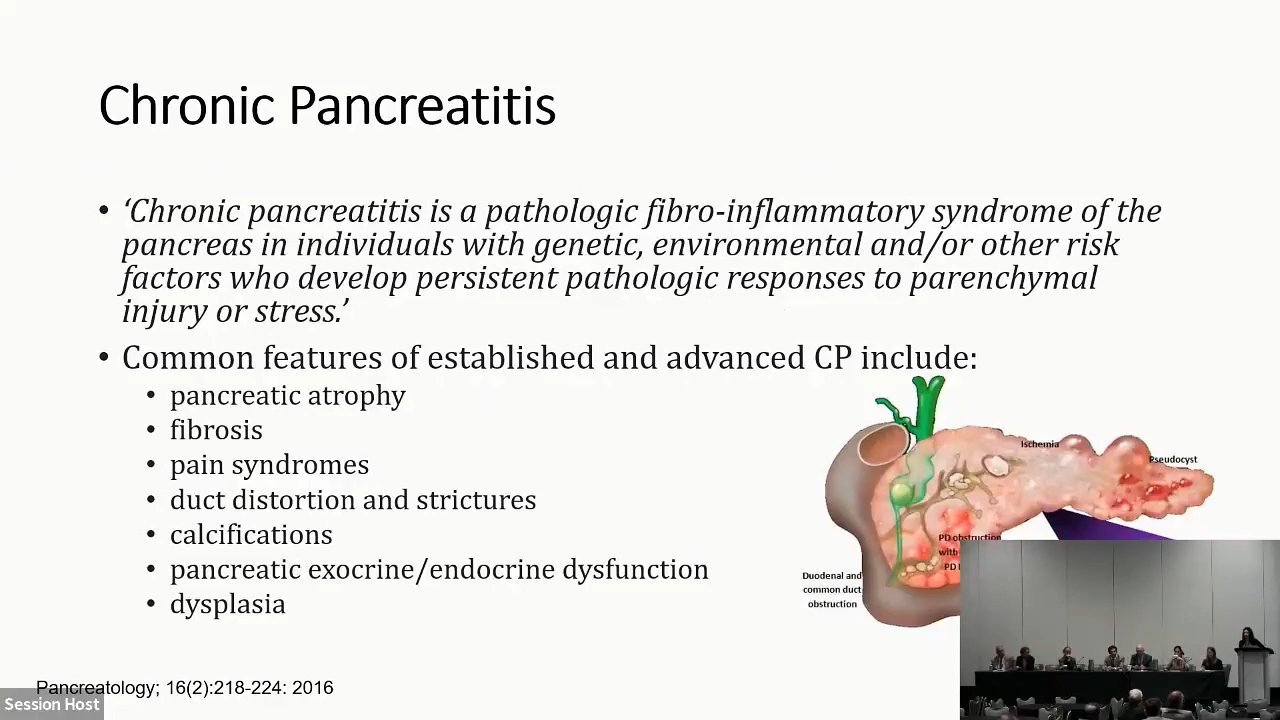 Chronic Pancreatitis
• ‘Chronic pancreatitis is a pathologic fibro-inflammatory syndrome of the
pancreas in individuals with genetic, environmental and/or other risk
factors who develop persistent pathologic responses to parenchymal
injury or stress.’
• Common features of established and advanced CP include:
• pancreatic atrophy
• fibrosis
• pain syndromes
• duct distortion and strictures
• calcifications
• pancreatic exocrine/endocrine dysfunction
• dysplasia
Ischemia
Pseudocyst
PD obstruction
with
PD
Duodenal and
common duct
obstruction
Pancreatology; 16(2):218-224: 2016
Session Host